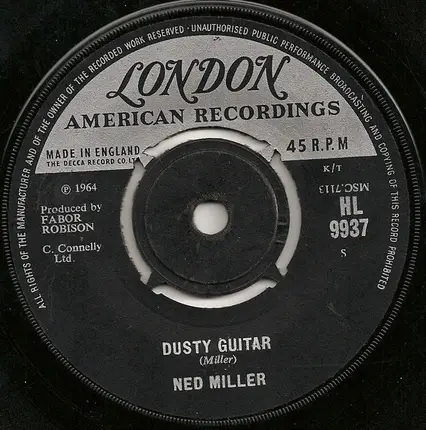 ALL RIGHTS OF THE MANUFACTURER AND OF THE OWNER OF THE RECORDED WORK RESERVED · UNAUTHORISED PUBLIC PERFORMANCE BROADCASTING AND COPYING OF THIS RECORD PROHIBITED
LONDON
AMERICAN RECORDINGS
MADE IN ENGLAND
THE DECCA RECORD CO. LTD.
45 R.P.M
K/T
MSC.7113
℗ 1964
Produced by
FABOR
ROBISON
C. Connelly
Ltd.
HL
9937
S
DUSTY GUITAR
(Miller)
NED MILLER